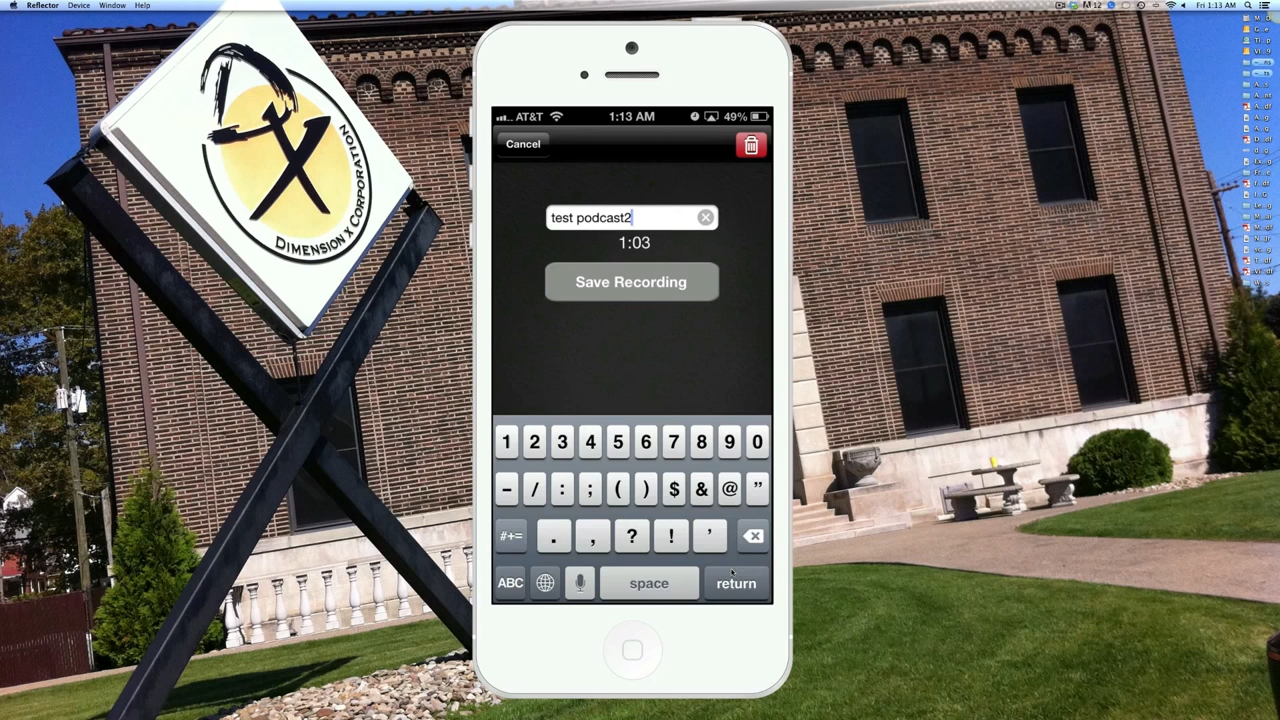 Reflector Device Window Help
12
Fri 1:13 AM
DIMENSION X CORPORATION
AT&T 1:13 AM 49%
Cancel
test podcast2
1:03
Save Recording
1 2 3 4 5 6 7 8 9 0
- / : ; ( ) $ & @ "
#+= . , ? ! '
ABC space return